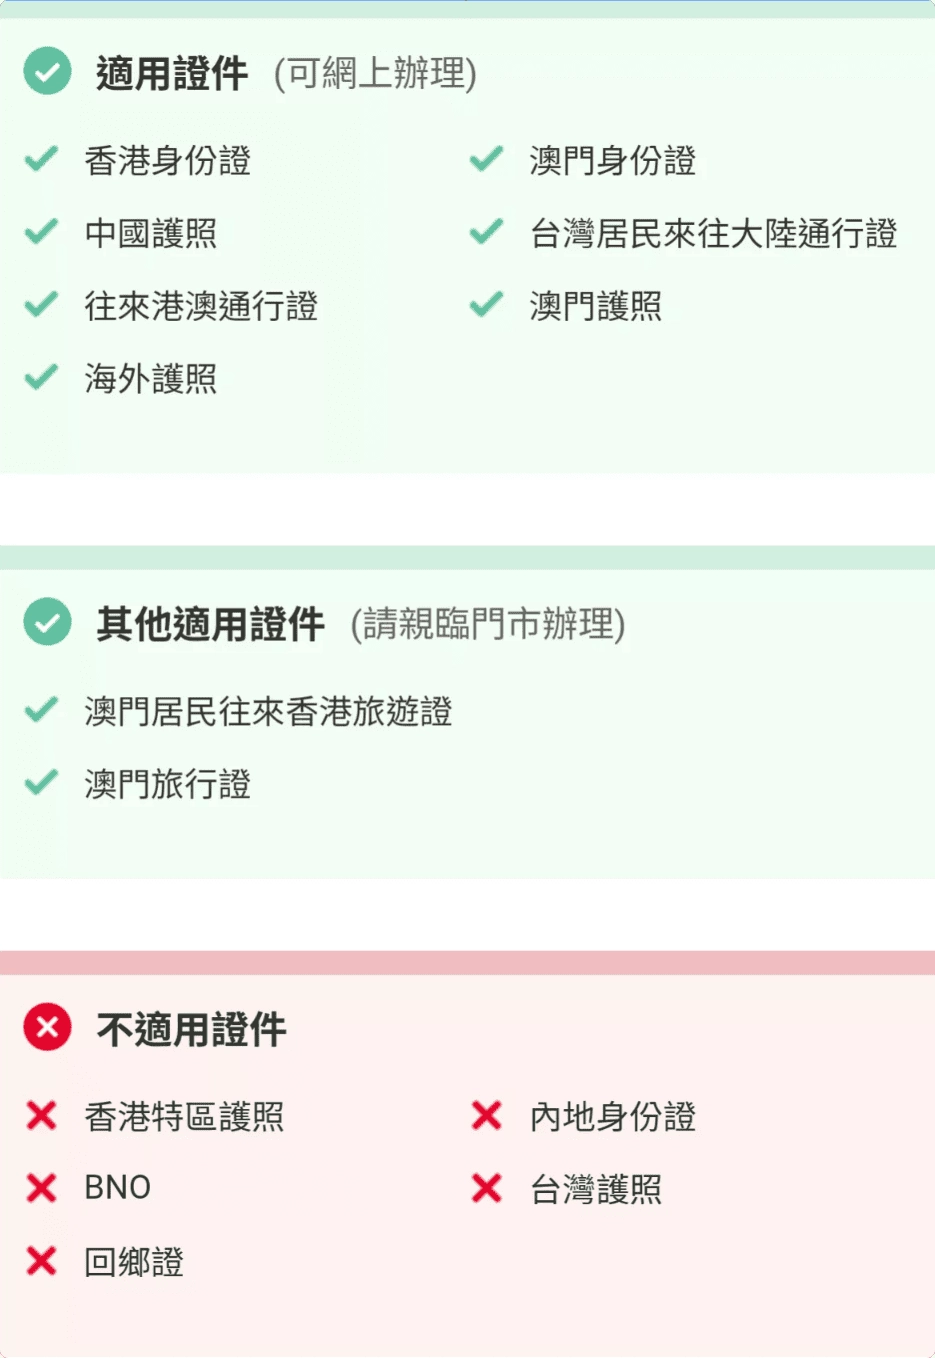 適用證件 (可網上辦理)
香港身份證 澳門身份證
中國護照 台灣居民來往大陸通行證
往來港澳通行證 澳門護照
海外護照
其他適用證件 (請親臨門市辦理)
澳門居民往來香港旅遊證
澳門旅行證
不適用證件
香港特區護照 內地身份證
BNO 台灣護照
回鄉證